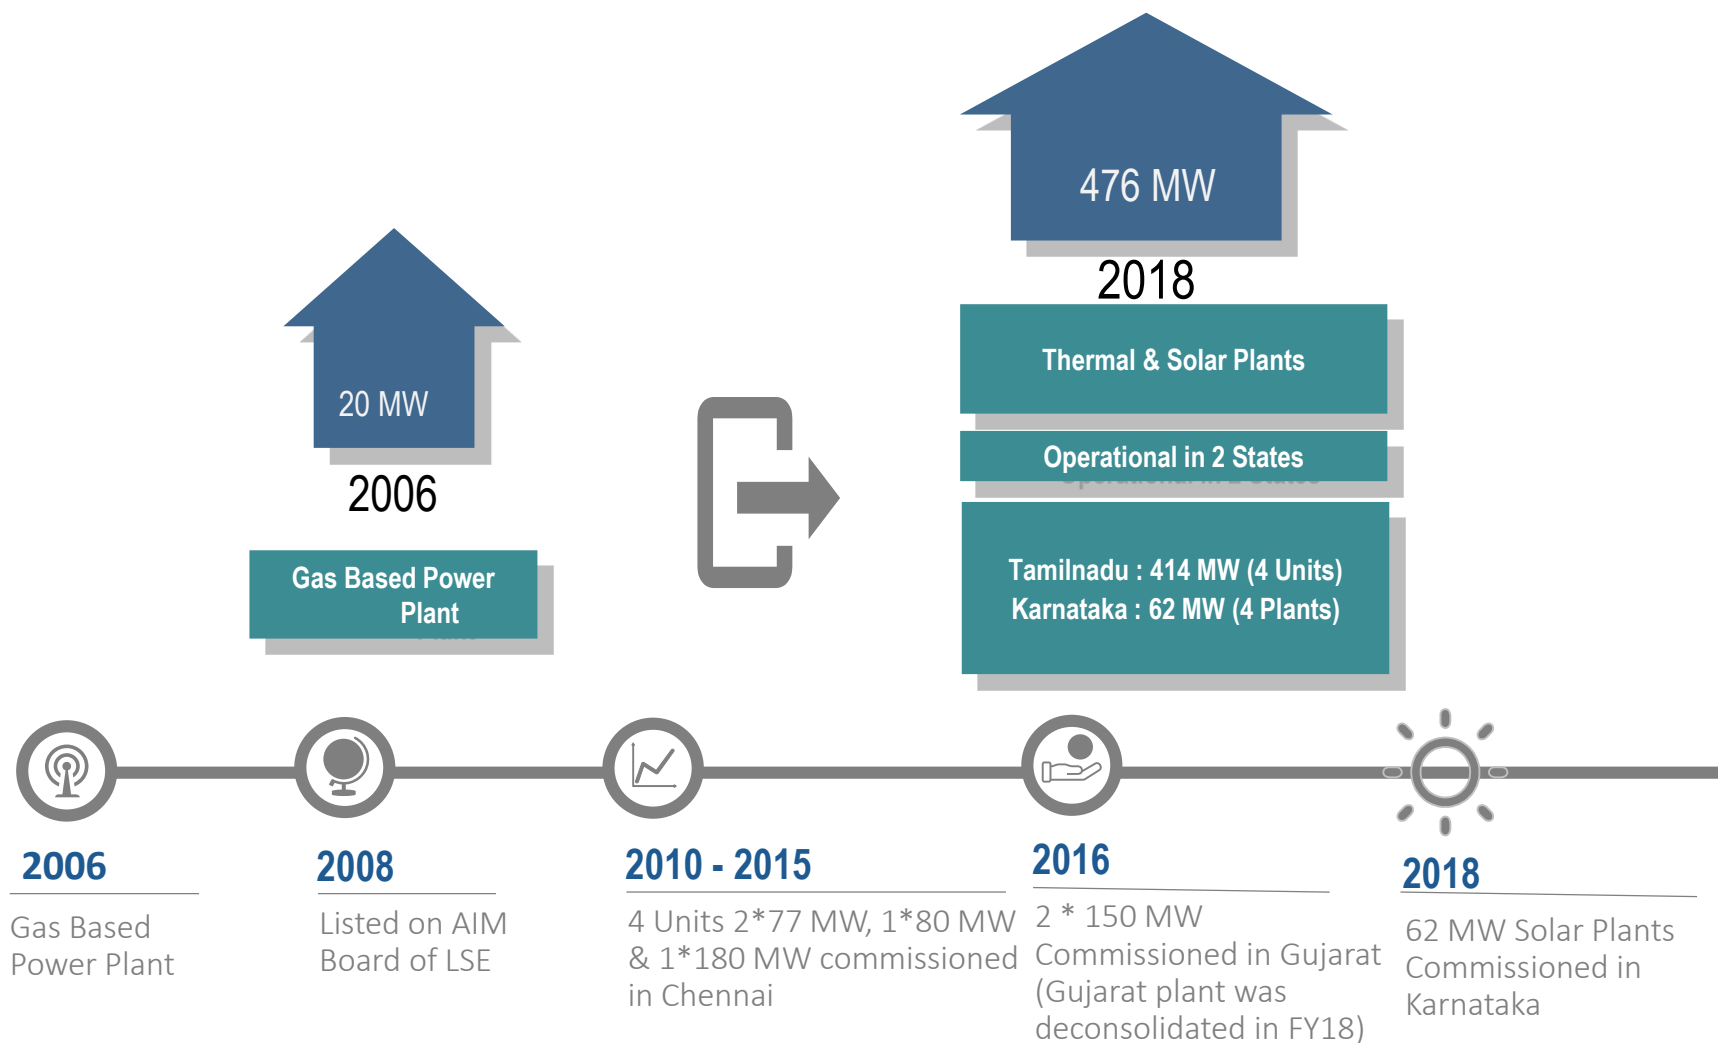 20 MW
2006
Gas Based Power
Plant
476 MW
2018
Thermal & Solar Plants
Operational in 2 States
Tamilnadu : 414 MW (4 Units)
Karnataka : 62 MW (4 Plants)
2006
Gas Based
Power Plant
2008
Listed on AIM
Board of LSE
2010 - 2015
4 Units 2*77 MW, 1*80 MW
& 1*180 MW commissioned
in Chennai
2016
2 * 150 MW
Commissioned in Gujarat
(Gujarat plant was
deconsolidated in FY18)
2018
62 MW Solar Plants
Commissioned in
Karnataka